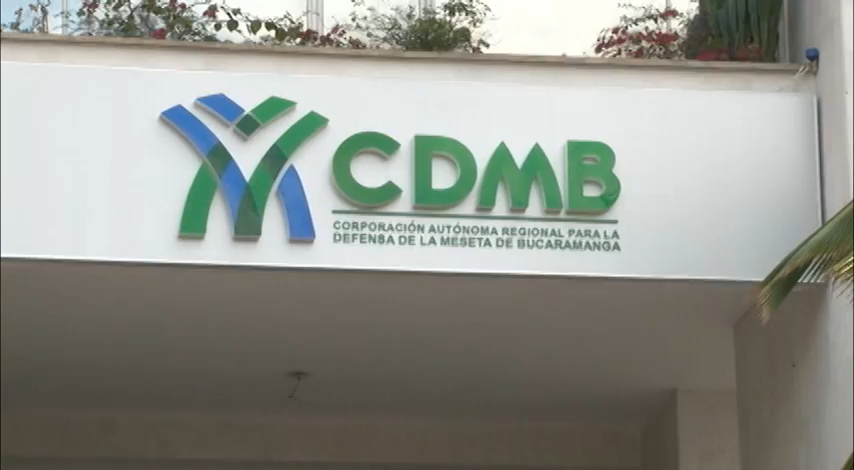 CDMB
CORPORACIÓN AUTÓNOMA REGIONAL PARA LA
DEFENSA DE LA MESETA DE BUCARAMANGA